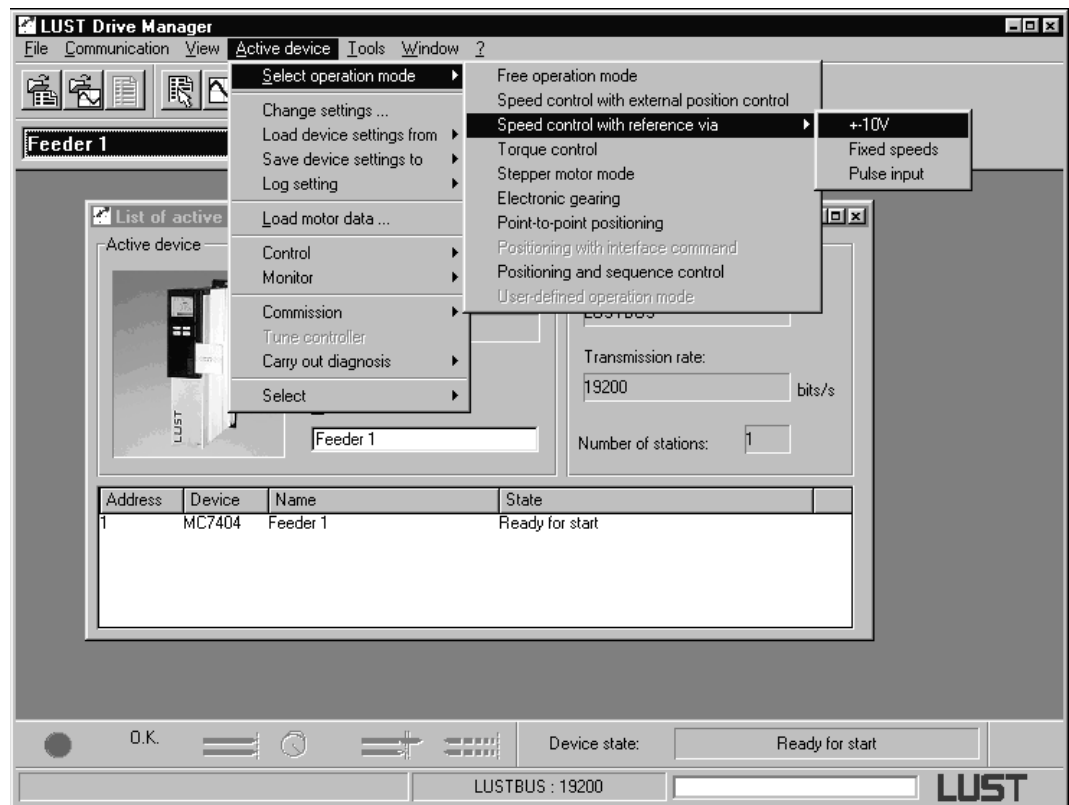 LUST Drive Manager
File Communication View Active device Tools Window ?
Feeder 1
Select operation mode
Change settings ...
Load device settings from
Save device settings to
Log setting
Load motor data ...
Control
Monitor
Commission
Tune controller
Carry out diagnosis
Select
Free operation mode
Speed control with external position control
Speed control with reference via
Torque control
Stepper motor mode
Electronic gearing
Point-to-point positioning
Positioning with interface command
Positioning and sequence control
User-defined operation mode
+-10V
Fixed speeds
Pulse input
List of active
Active device
LUST
Feeder 1
LUSTBUS
Transmission rate:
19200 bits/s
Number of stations: 1
Address Device Name State
1 MC7404 Feeder 1 Ready for start
O.K.
Device state: Ready for start
LUSTBUS : 19200
LUST